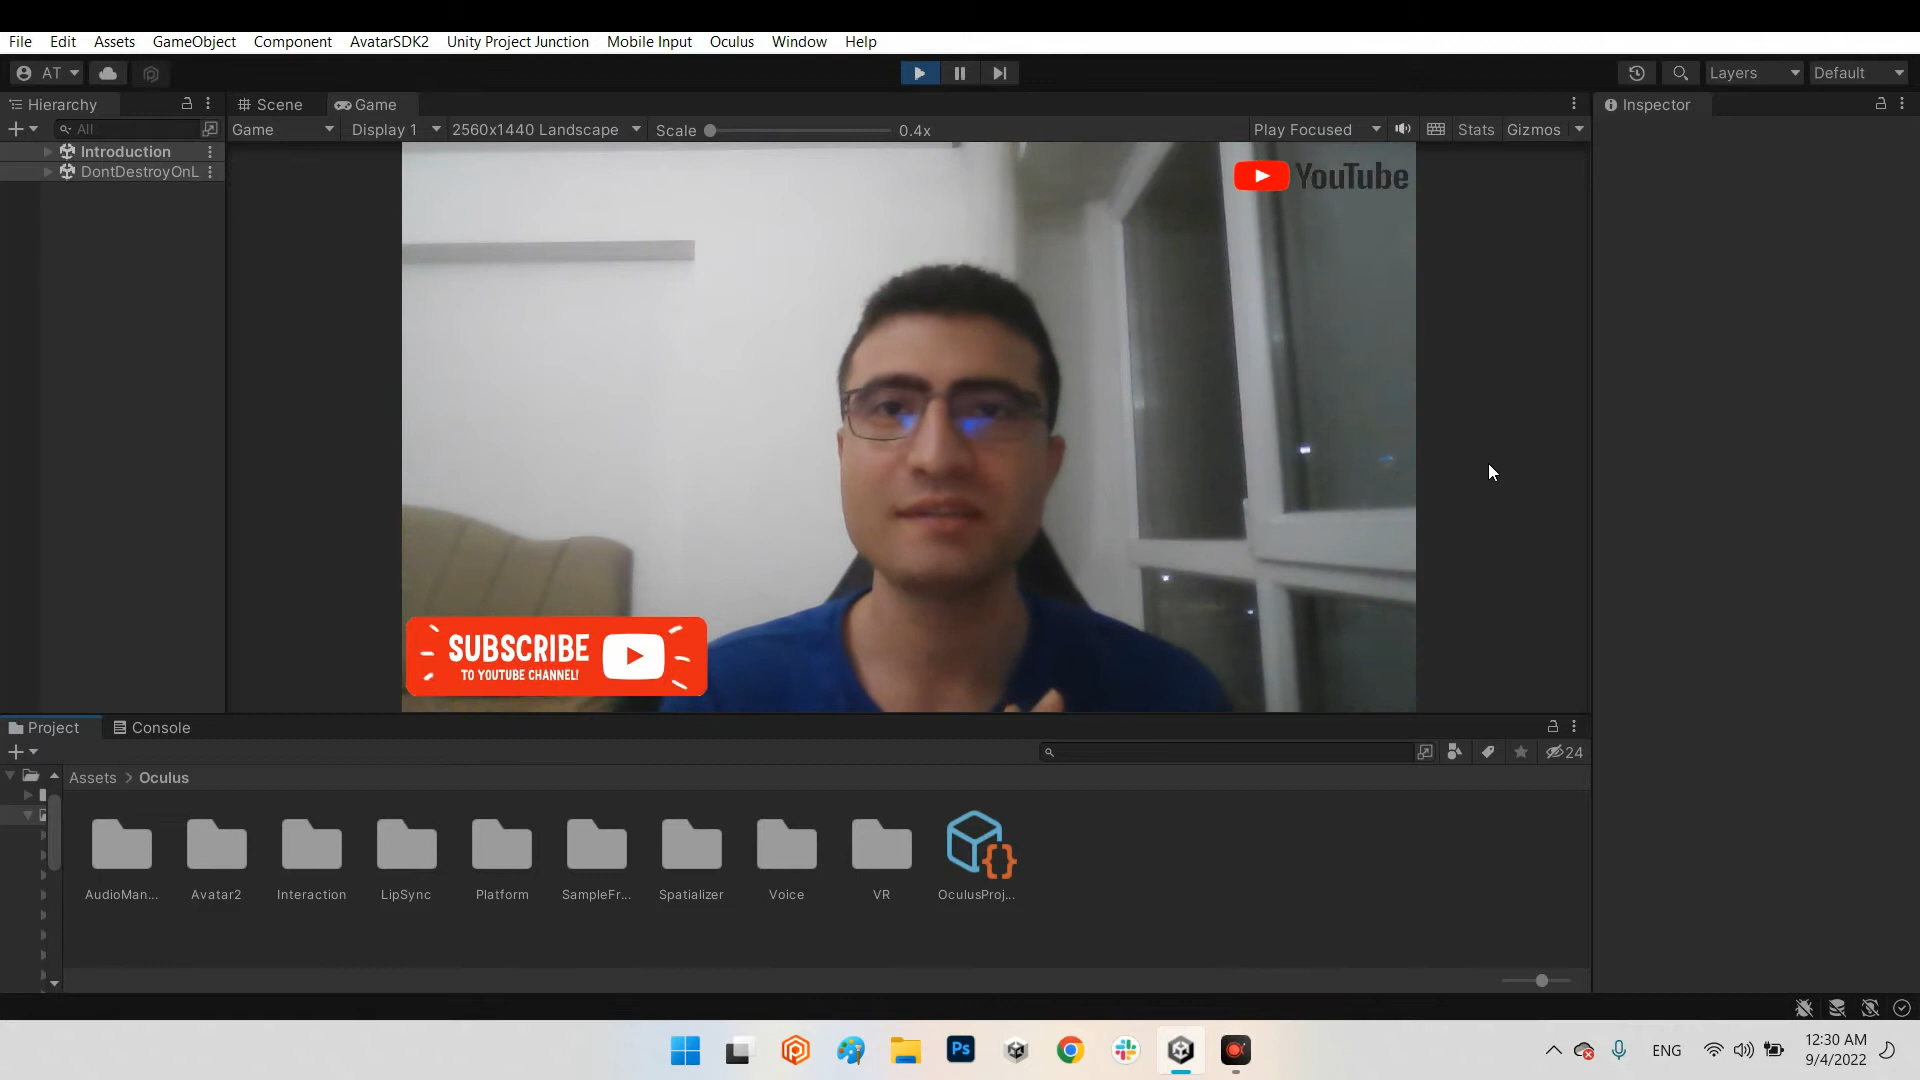 File Edit Assets GameObject Component AvatarSDK2 Unity Project Junction Mobile Input Oculus Window Help
AT Layers Default
Hierarchy Scene Game Inspector
All Game Display 1 2560x1440 Landscape Scale 0.4x Play Focused Stats Gizmos
Introduction
DontDestroyOnL
YouTube
SUBSCRIBE
TO YOUTUBE CHANNEL!
Project Console
24
Assets > Oculus
AudioMan... Avatar2 Interaction LipSync Platform SampleFr... Spatializer Voice VR OculusProj...
Ps ENG 12:30 AM
9/4/2022